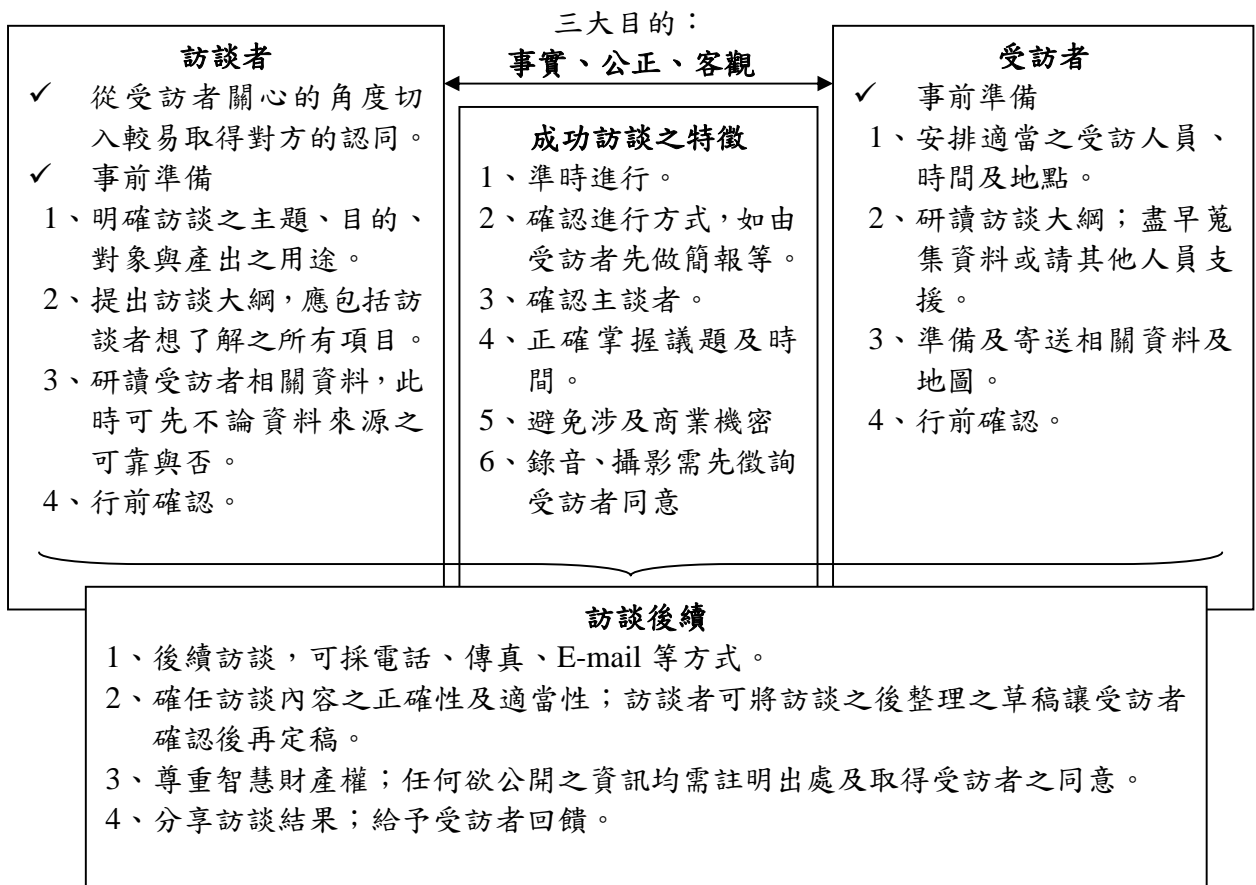 三大目的：
事實、公正、客觀
訪談者
✓ 從受訪者關心的角度切
入較易取得對方的認同。
✓ 事前準備
1、明確訪談之主題、目的、
對象與產出之用途。
2、提出訪談大綱，應包括訪
談者想了解之所有項目。
3、研讀受訪者相關資料，此
時可先不論資料來源之
可靠與否。
4、行前確認。
成功訪談之特徵
1、準時進行。
2、確認進行方式，如由
受訪者先做簡報等。
3、確認主談者。
4、正確掌握議題及時
間。
5、避免涉及商業機密
6、錄音、攝影需先徵詢
受訪者同意
受訪者
✓ 事前準備
1、安排適當之受訪人員、
時間及地點。
2、研讀訪談大綱；盡早蒐
集資料或請其他人員支
援。
3、準備及寄送相關資料及
地圖。
4、行前確認。
訪談後續
1、後續訪談，可採電話、傳真、E-mail 等方式。
2、確任訪談內容之正確性及適當性；訪談者可將訪談之後整理之草稿讓受訪者
確認後再定稿。
3、尊重智慧財產權；任何欲公開之資訊均需註明出處及取得受訪者之同意。
4、分享訪談結果；給予受訪者回饋。